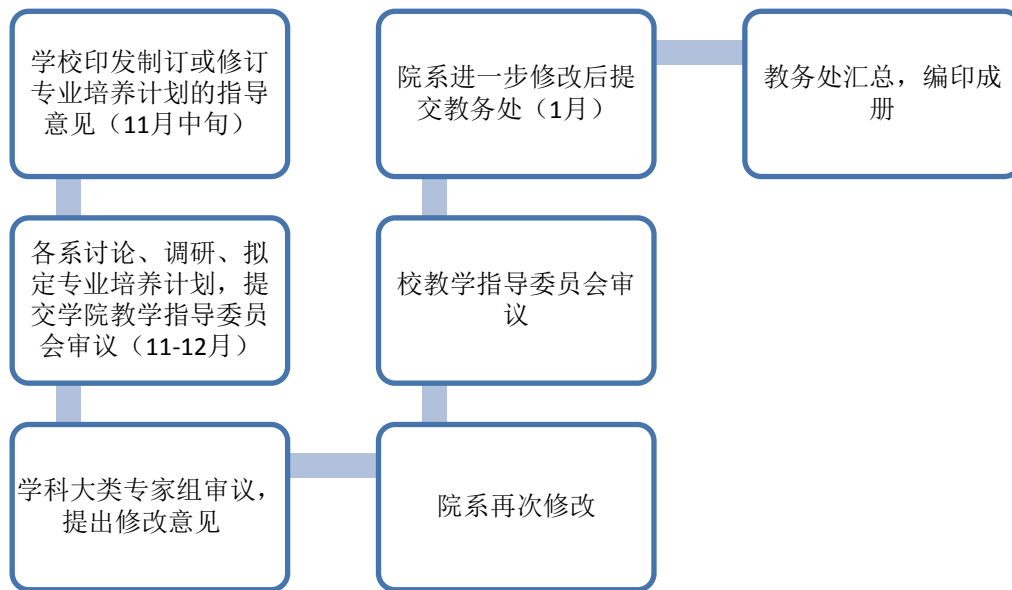 学校印发制订或修订
专业培养计划的指导
意见（11月中旬）
各系讨论、调研、拟
定专业培养计划，提
交学院教学指导委员
会审议（11-12月）
学科大类专家组审议，
提出修改意见
院系再次修改
校教学指导委员会审
议
院系进一步修改后提
交教务处（1月）
教务处汇总，编印成
册